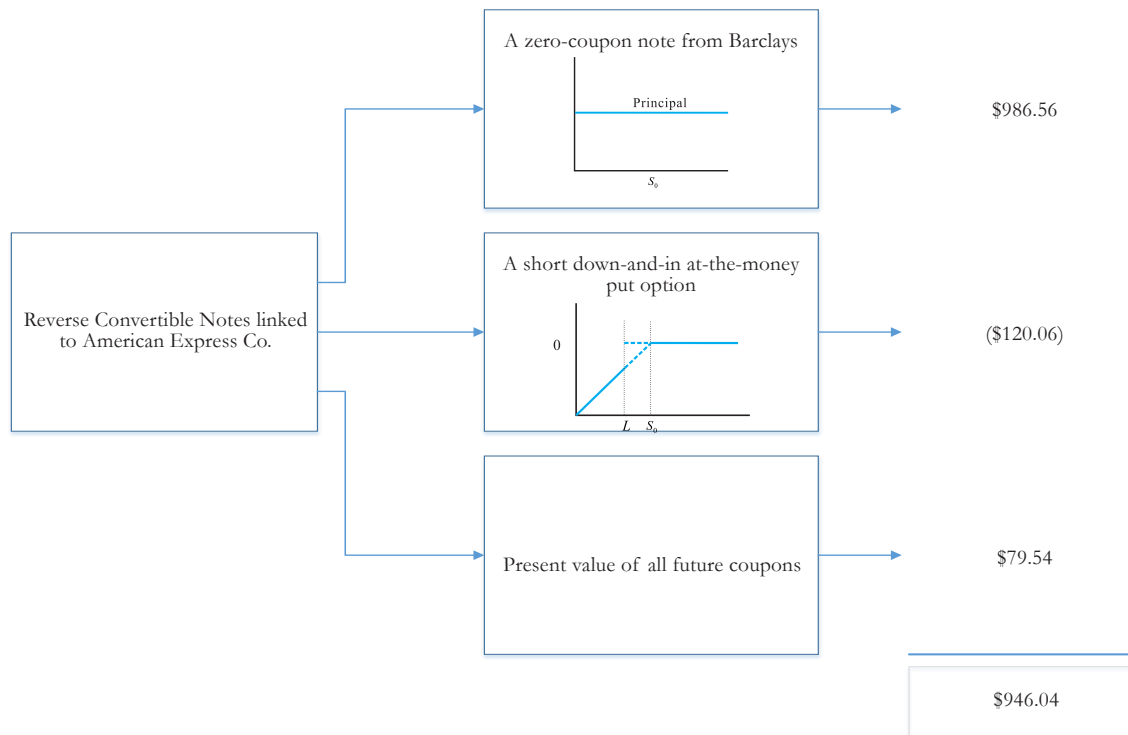 A zero-coupon note from Barclays
Principal
S₀
$986.56
Reverse Convertible Notes linked
to American Express Co.
A short down-and-in at-the-money
put option
0
L S₀
($120.06)
Present value of all future coupons
$79.54
$946.04